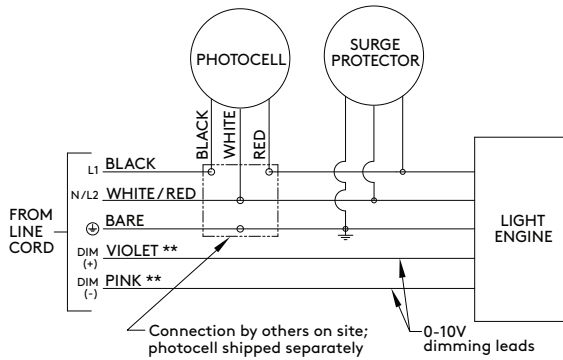 PHOTOCELL
SURGE
PROTECTOR
BLACK
WHITE
RED
L1 BLACK
N/L2 WHITE/RED
BARE
DIM
(+)
VIOLET **
DIM
(-)
PINK **
FROM
LINE
CORD
LIGHT
ENGINE
Connection by others on site;
photocell shipped separately
0-10V
dimming leads